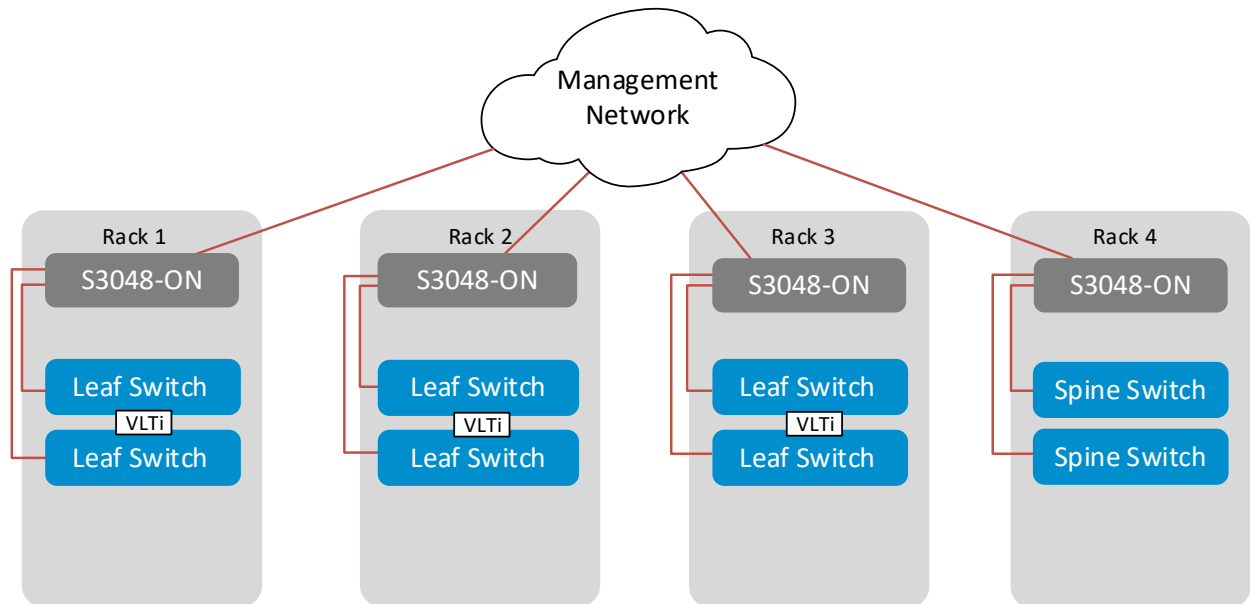 Management
Network
Rack 1
Rack 2
Rack 3
Rack 4
S3048-ON
S3048-ON
S3048-ON
S3048-ON
Leaf Switch
Leaf Switch
Leaf Switch
Spine Switch
VLTi
VLTi
VLTi
Leaf Switch
Leaf Switch
Leaf Switch
Spine Switch